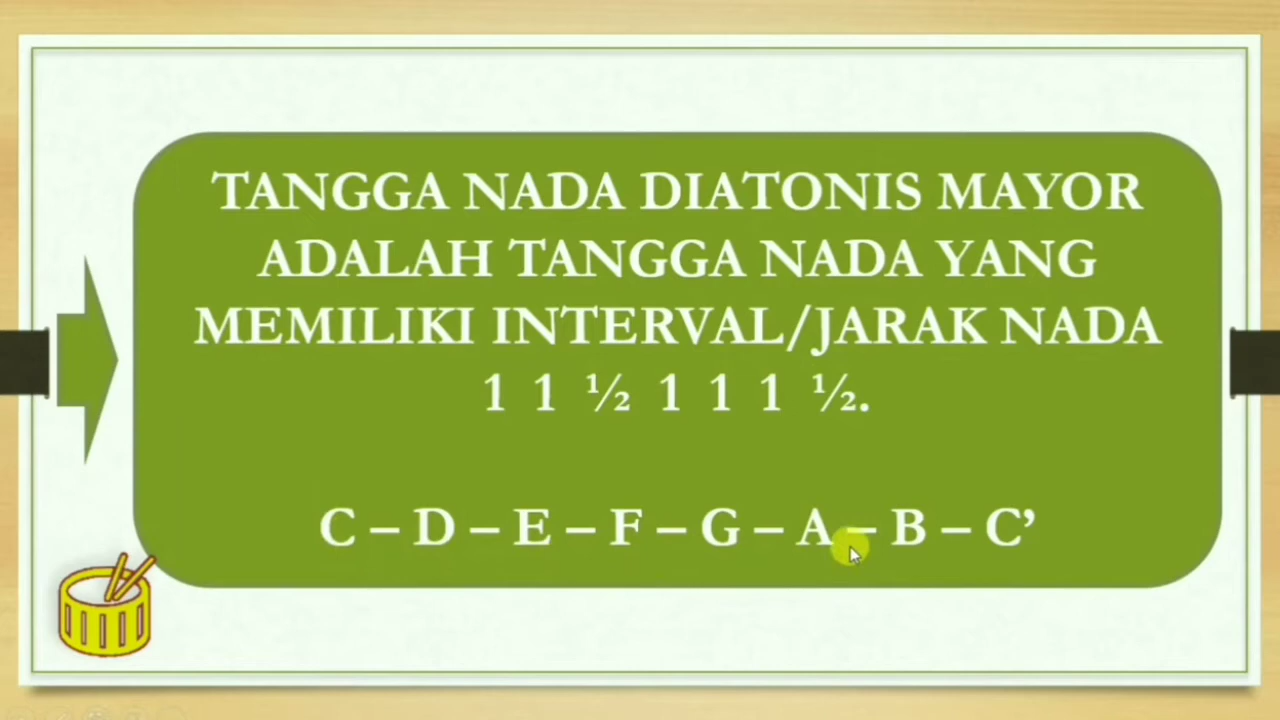 TANGGA NADA DIATONIS MAYOR
ADALAH TANGGA NADA YANG
MEMILIKI INTERVAL/JARAK NADA
1 1 ½ 1 1 1 ½.
C – D – E – F – G – A – B – C’